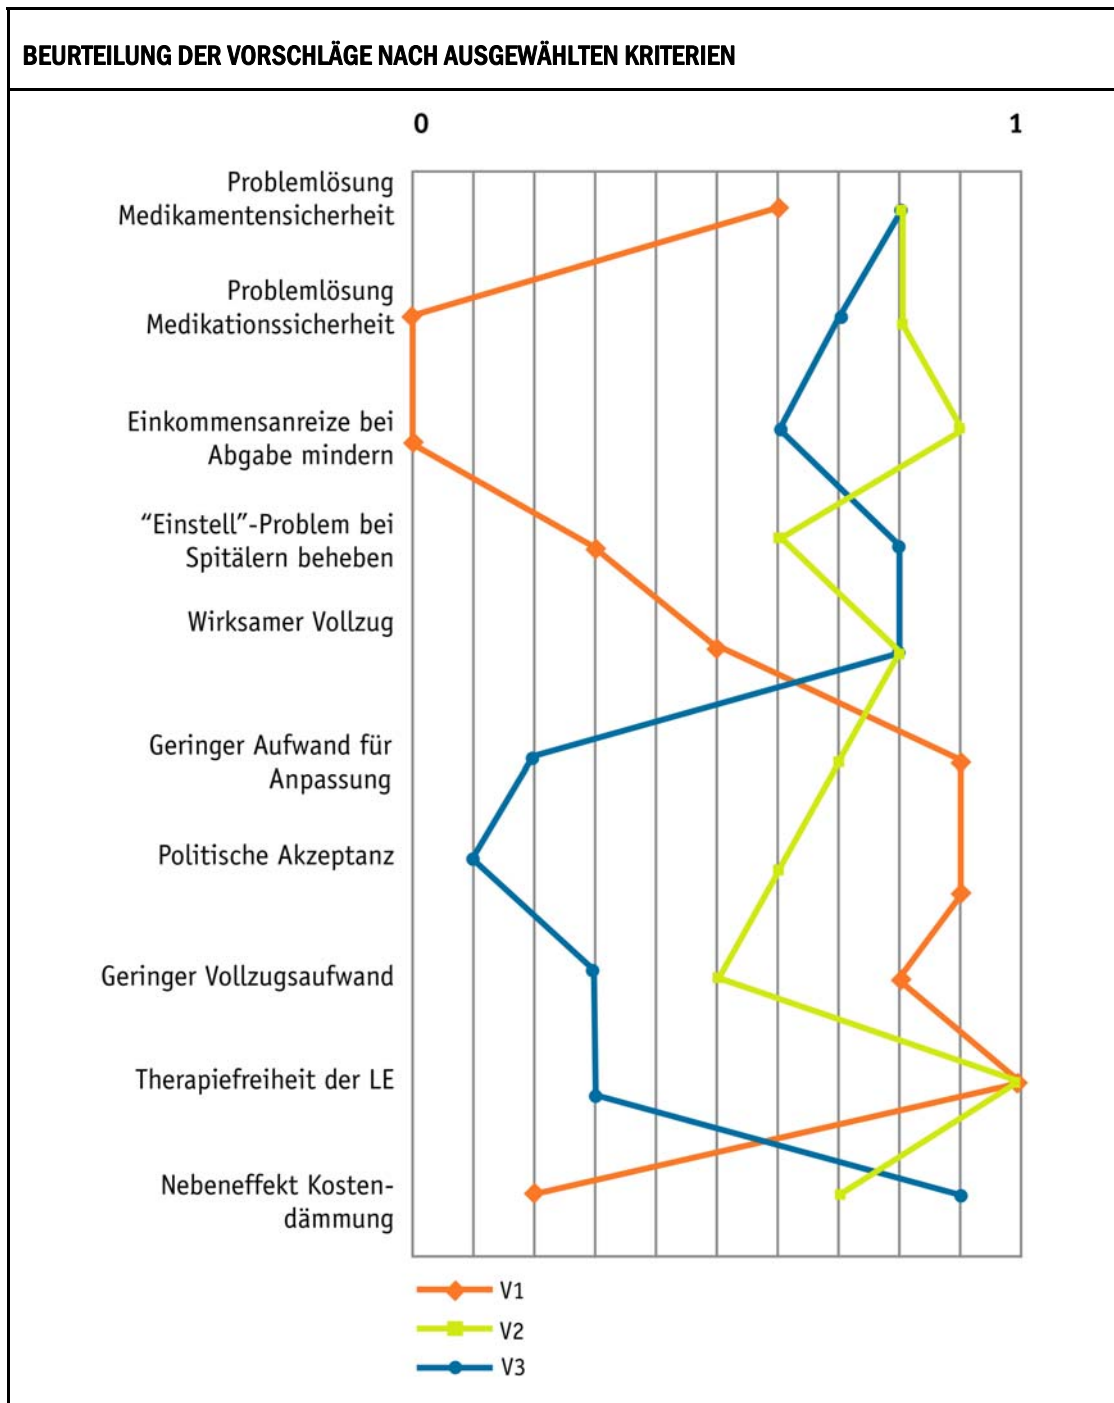 BEURTEILUNG DER VORSCHLÄGE NACH AUSGEWÄHLTEN KRITERIEN
0 1
Problemlösung
Medikamentensicherheit
Problemlösung
Medikationssicherheit
Einkommensanreize bei
Abgabe mindern
“Einstell”-Problem bei
Spitälern beheben
Wirksamer Vollzug
Geringer Aufwand für
Anpassung
Politische Akzeptanz
Geringer Vollzugsaufwand
Therapiefreiheit der LE
Nebeneffekt Kosten-
dämmung
V1
V2
V3